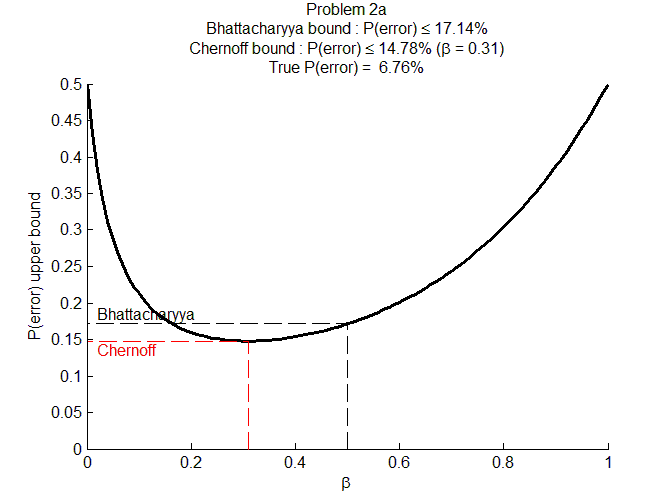 Problem 2a
Bhattacharyya bound : P(error) ≤ 17.14%
Chernoff bound : P(error) ≤ 14.78% (β = 0.31)
True P(error) = 6.76%
0.5
0.45
0.4
0.35
0.3
0.25
0.2
0.15
0.1
0.05
0
P(error) upper bound
Bhattacharyya
Chernoff
0
0.2
0.4
0.6
0.8
1
β